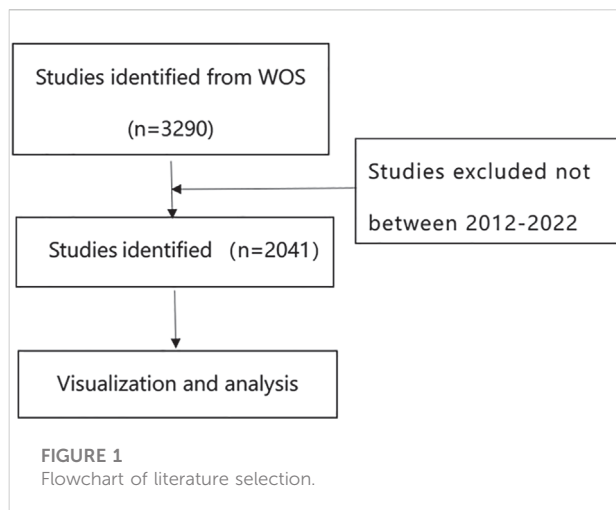 Studies identified from WOS
(n=3290)
Studies excluded not
between 2012-2022
Studies identified (n=2041)
Visualization and analysis
FIGURE 1
Flowchart of literature selection.